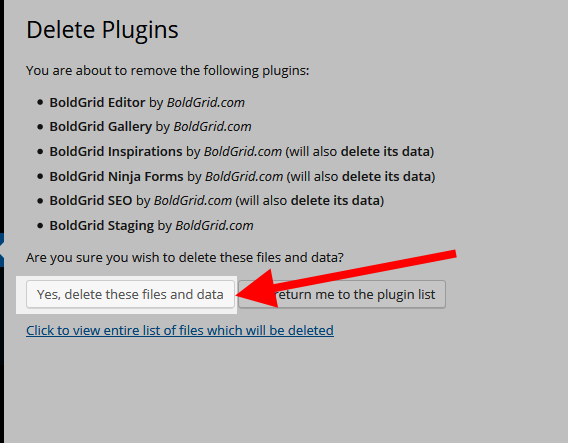 Delete Plugins
You are about to remove the following plugins:
BoldGrid Editor by BoldGrid.com
BoldGrid Gallery by BoldGrid.com
BoldGrid Inspirations by BoldGrid.com (will also delete its data)
BoldGrid Ninja Forms by BoldGrid.com (will also delete its data)
BoldGrid SEO by BoldGrid.com (will also delete its data)
BoldGrid Staging by BoldGrid.com
Are you sure you wish to delete these files and data?
Yes, delete these files and data
return me to the plugin list
Click to view entire list of files which will be deleted